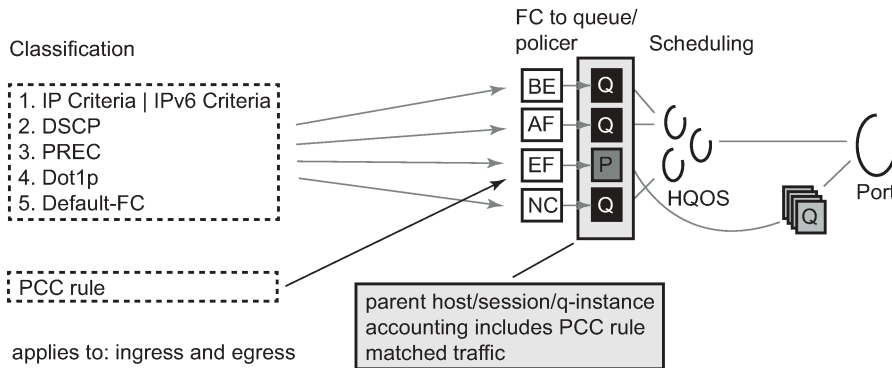 Classification
1. IP Criteria | IPv6 Criteria
2. DSCP
3. PREC
4. Dot1p
5. Default-FC
PCC rule
applies to: ingress and egress
FC to queue/
policer
BE
AF
EF
NC
Q
Q
P
Q
Scheduling
HQOS
Q
Port
parent host/session/q-instance
accounting includes PCC rule
matched traffic